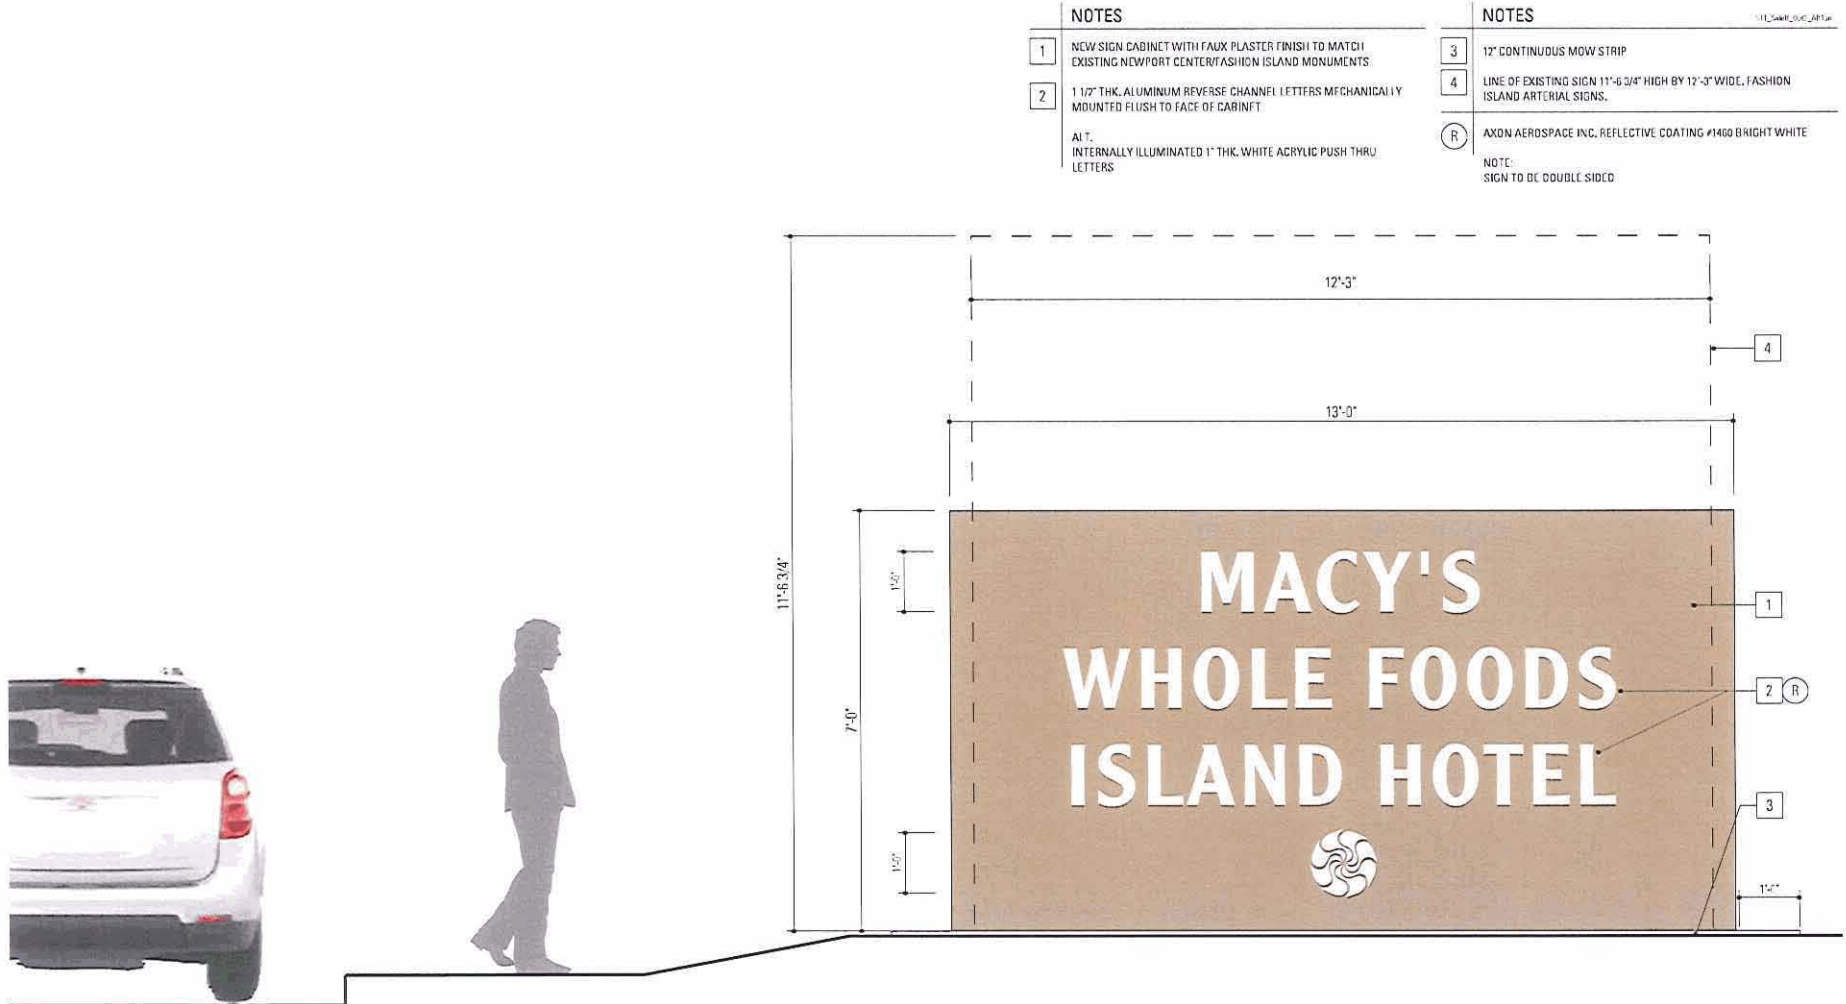 NOTES
1
NEW SIGN CABINET WITH FAUX PLASTER FINISH TO MATCH
EXISTING NEWPORT CENTER/FASHION ISLAND MONUMENTS
2
1 1/2" THK. ALUMINUM REVERSE CHANNEL LETTERS MECHANICALLY
MOUNTED FLUSH TO FACE OF CABINET
ALT.
INTERNALLY ILLUMINATED 1" THK. WHITE ACRYLIC PUSH THRU
LETTERS
NOTES
3
12" CONTINUOUS MOW STRIP
4
LINE OF EXISTING SIGN 11'-6 3/4" HIGH BY 12'-3" WIDE. FASHION
ISLAND ARTERIAL SIGNS.
R
AXON AEROSPACE INC. REFLECTIVE COATING #1460 BRIGHT WHITE
NOTE:
SIGN TO BE DOUBLE SIDED
12'-3"
4
13'-0"
11'-6 3/4"
7'-0"
1'-0"
1'-0"
MACY'S
WHOLE FOODS
ISLAND HOTEL
1
2
R
3
1'-0"